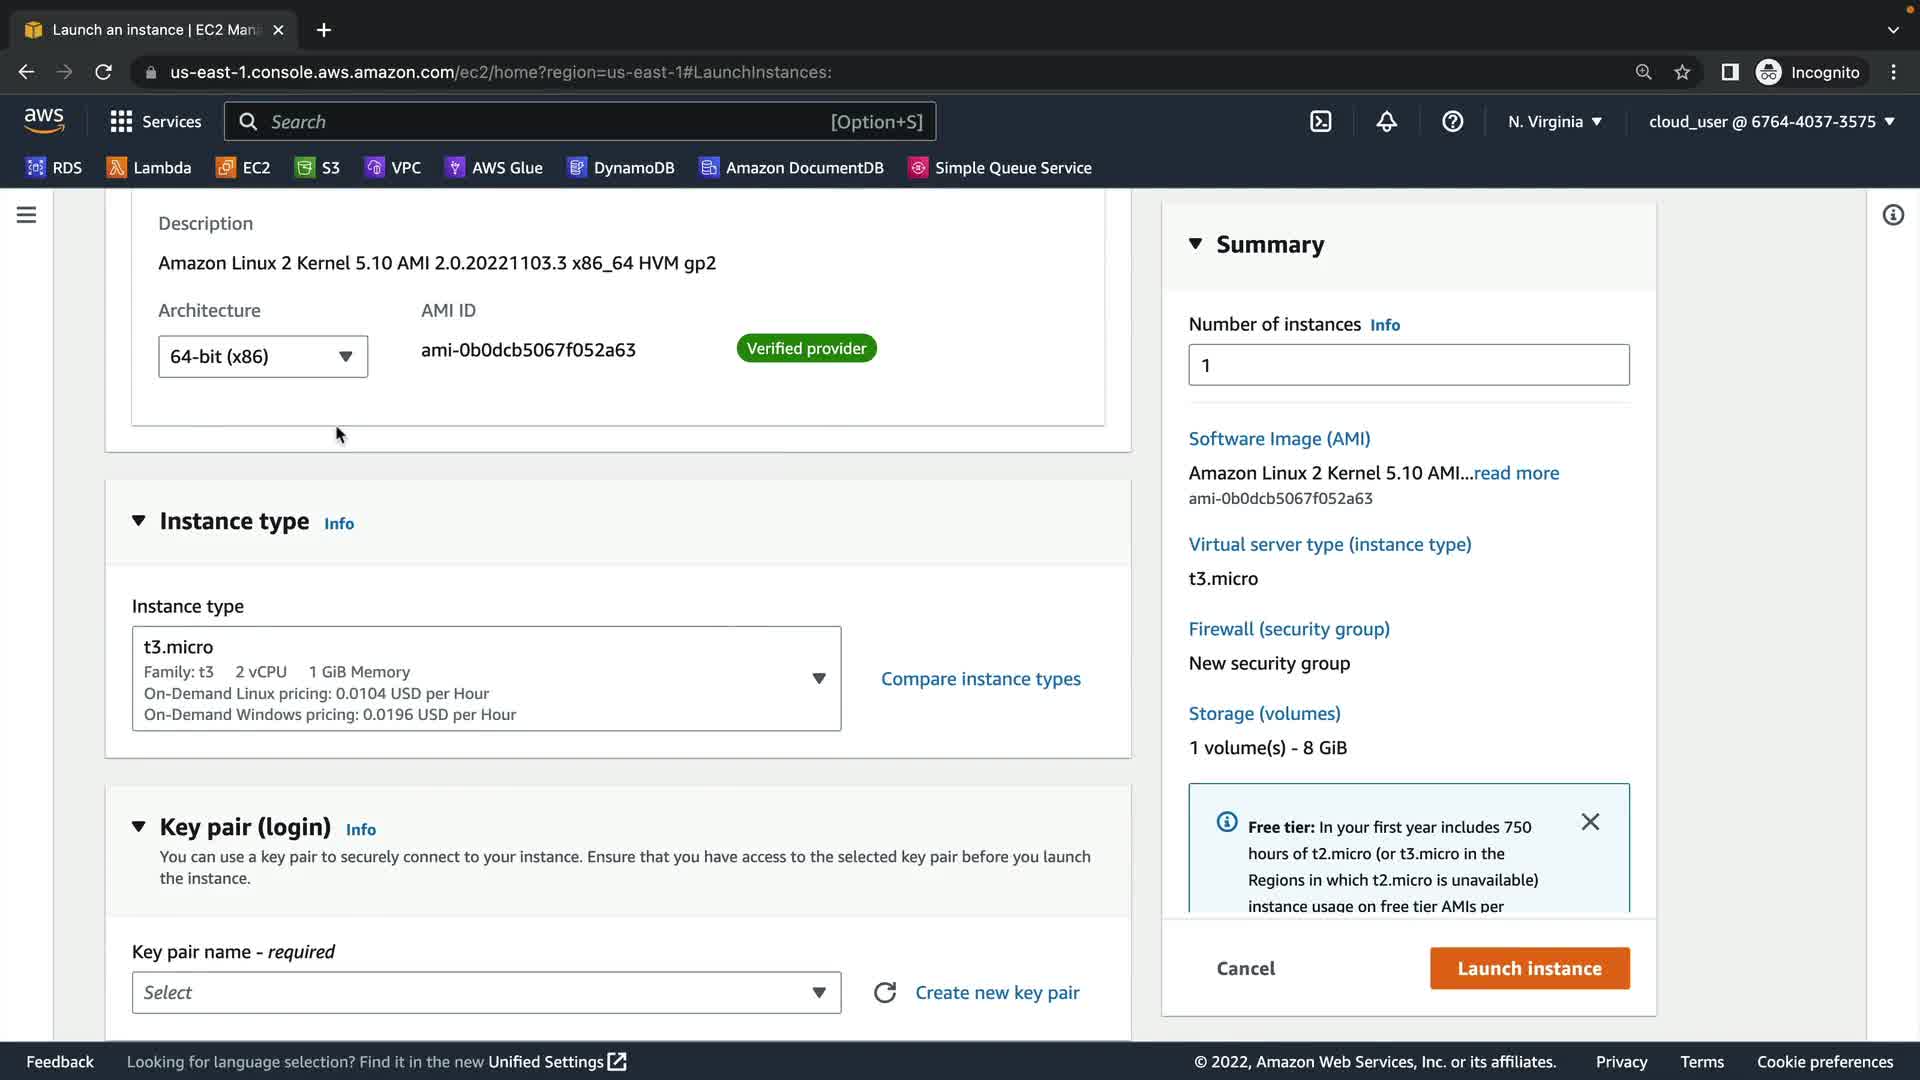 Launch an instance | EC2 Mana
us-east-1.console.aws.amazon.com/ec2/home?region=us-east-1#LaunchInstances:
Incognito
aws
Services
Search
[Option+S]
N. Virginia
cloud_user @ 6764-4037-3575
RDS
Lambda
EC2
S3
VPC
AWS Glue
DynamoDB
Amazon DocumentDB
Simple Queue Service
Description
Amazon Linux 2 Kernel 5.10 AMI 2.0.20221103.3 x86_64 HVM gp2
Architecture
AMI ID
64-bit (x86)
ami-0b0dcb5067f052a63
Verified provider
Instance type Info
Instance type
t3.micro
Family: t3 2 vCPU 1 GiB Memory
On-Demand Linux pricing: 0.0104 USD per Hour
On-Demand Windows pricing: 0.0196 USD per Hour
Compare instance types
Key pair (login) Info
You can use a key pair to securely connect to your instance. Ensure that you have access to the selected key pair before you launch
the instance.
Key pair name - required
Select
Create new key pair
Summary
Number of instances Info
1
Software Image (AMI)
Amazon Linux 2 Kernel 5.10 AMI...read more
ami-0b0dcb5067f052a63
Virtual server type (instance type)
t3.micro
Firewall (security group)
New security group
Storage (volumes)
1 volume(s) - 8 GiB
Free tier: In your first year includes 750
hours of t2.micro (or t3.micro in the
Regions in which t2.micro is unavailable)
instance usage on free tier AMIs per
Cancel
Launch instance
Feedback
Looking for language selection? Find it in the new Unified Settings
© 2022, Amazon Web Services, Inc. or its affiliates.
Privacy
Terms
Cookie preferences